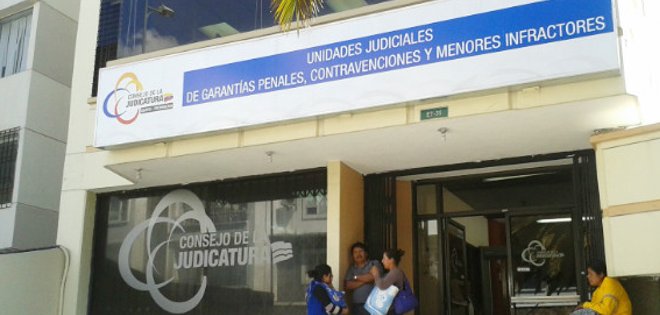 UNIDADES JUDICIALES
DE GARANTÍAS PENALES, CONTRAVENCIONES Y MENORES INFRACTORES
CONSEJO DE LA
JUDICATURA
CONSEJO DE LA
JUDICATURA